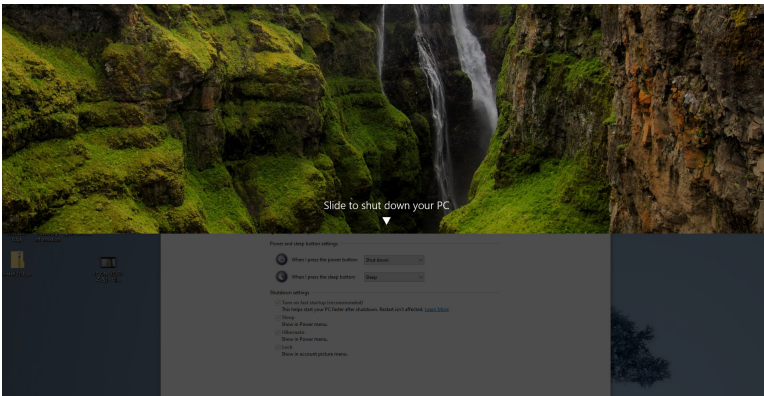 Slide to shut down your PC
Power and sleep button settings
When I press the power button: Shut down
When I press the sleep button: Sleep
Shutdown settings
Turn on fast startup (recommended)
This helps start your PC faster after shutdown. Restart isn't affected. Learn More
Sleep
Show in Power menu.
Hibernate
Show in Power menu.
Lock
Show in account picture menu.